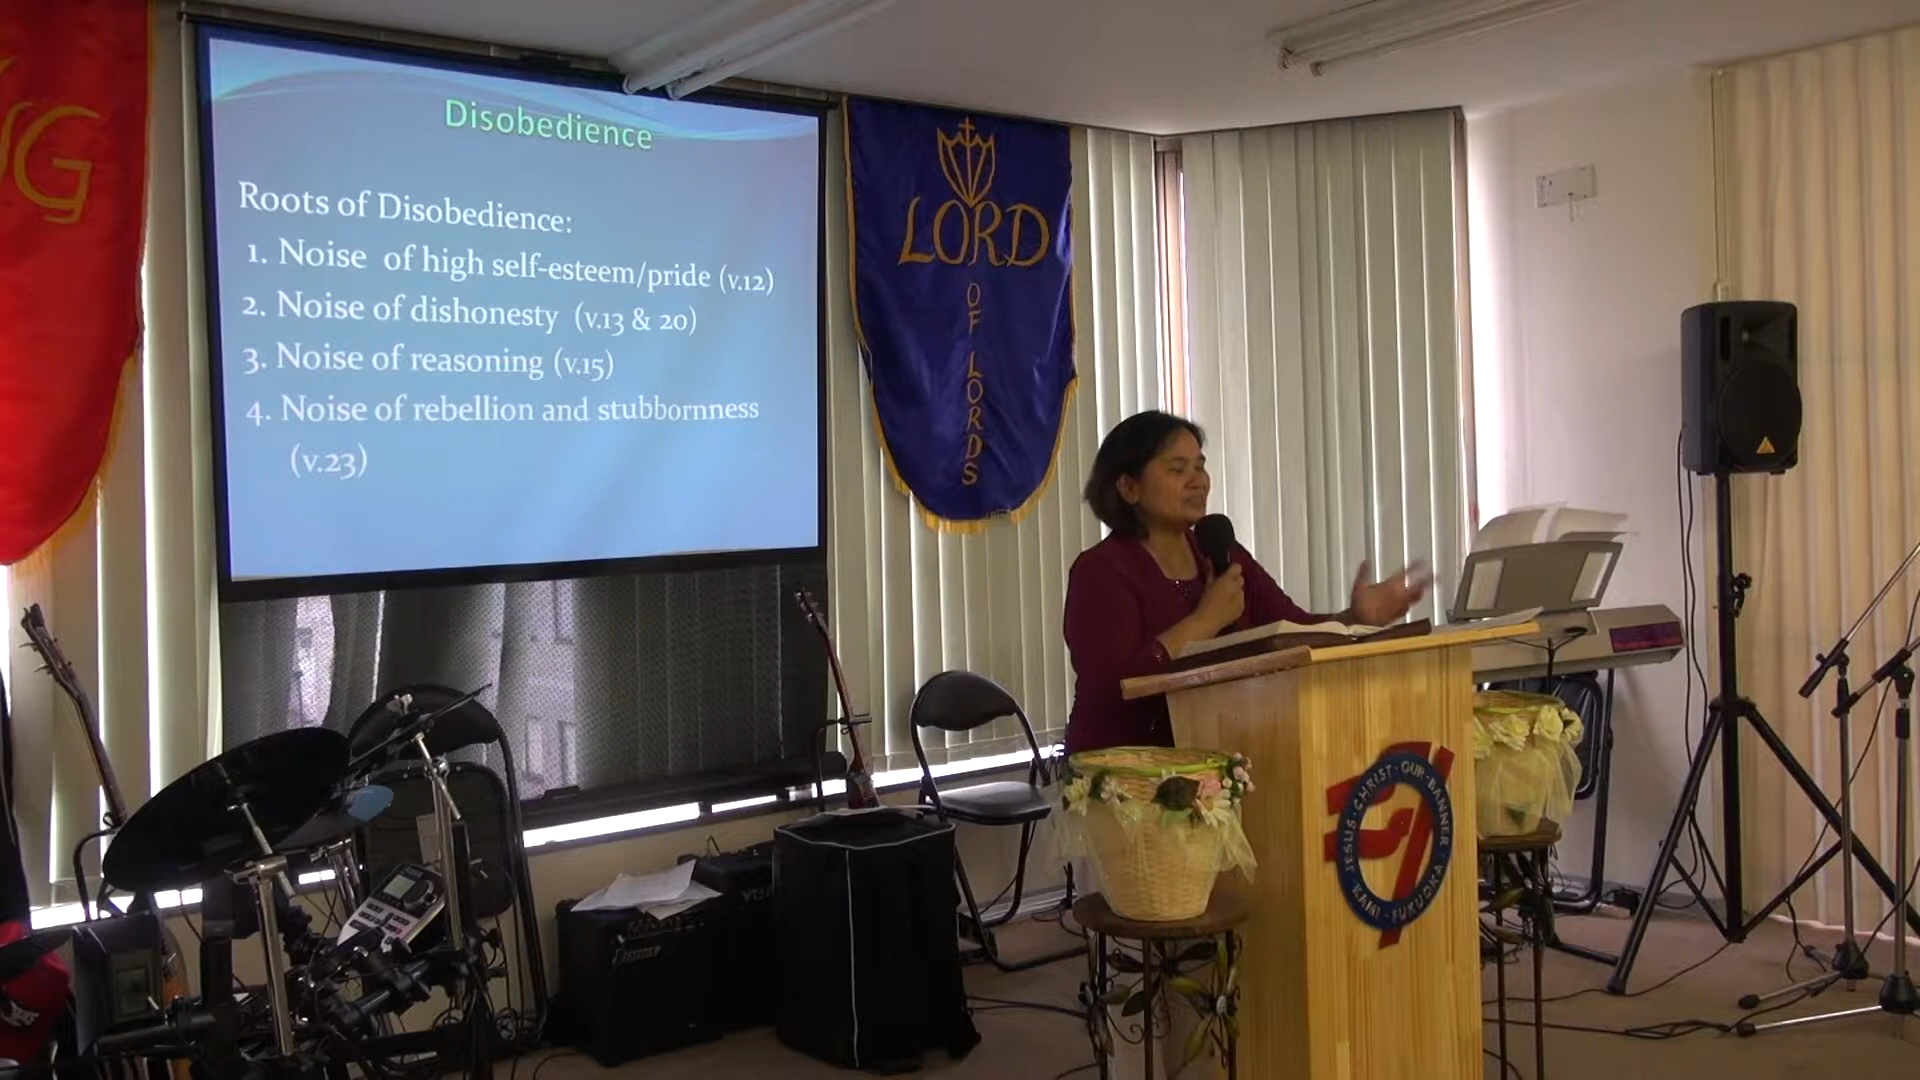 Disobedience
Roots of Disobedience:
1. Noise of high self-esteem/pride (v.12)
2. Noise of dishonesty (v.13 & 20)
3. Noise of reasoning (v.15)
4. Noise of rebellion and stubbornness
(v.23)
LORD
OF
LORDS
JESUS·CHRIST·OUR·BANNER
KAMI·FUKUOKA